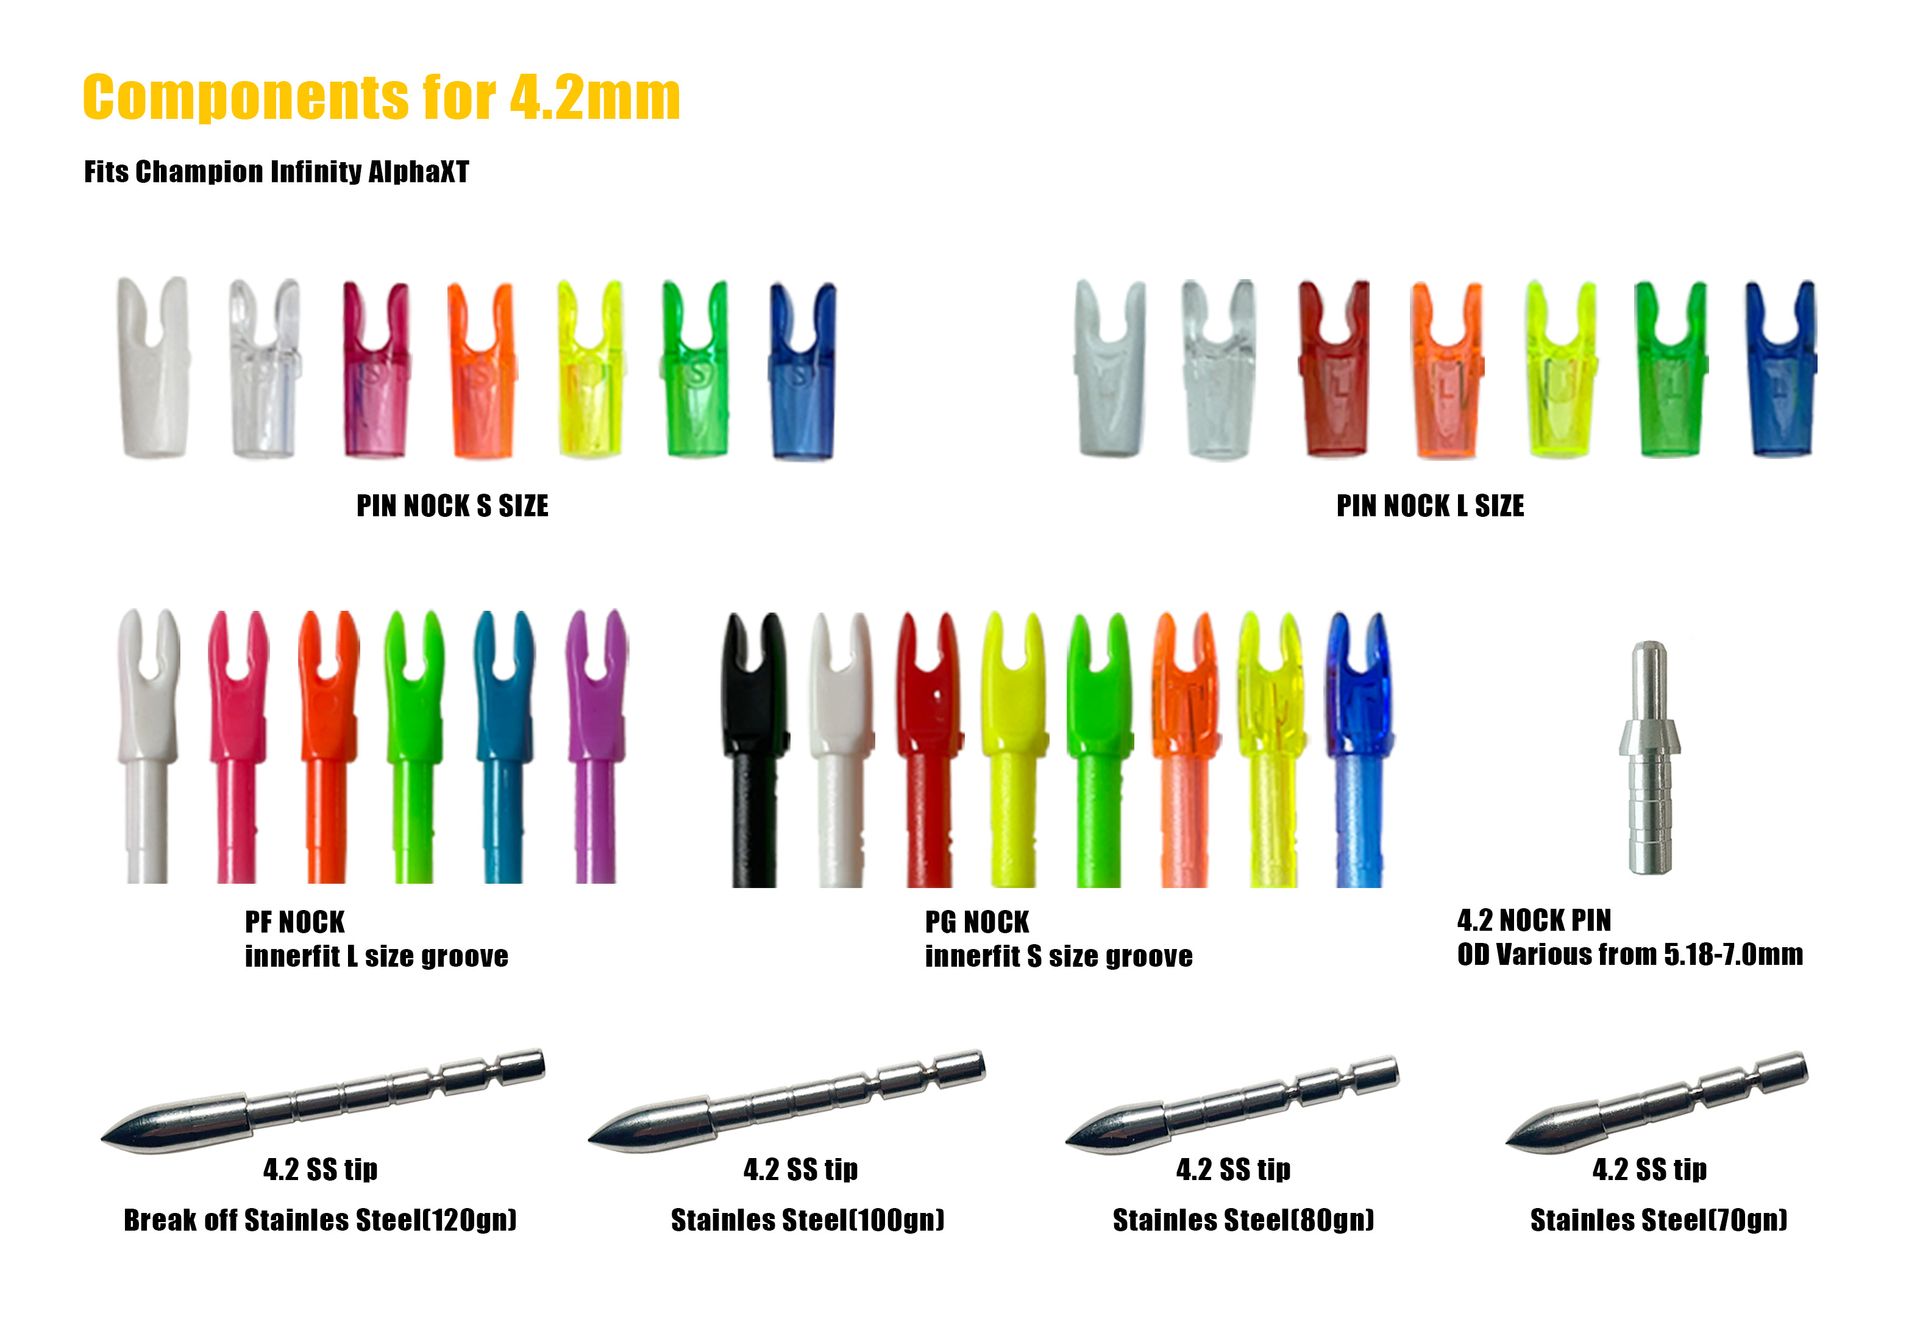 Components for 4.2mm
Fits Champion Infinity AlphaXT
S
S
S
S
L
L
L
PIN NOCK S SIZE
PIN NOCK L SIZE
PF NOCK
innerfit L size groove
PG NOCK
innerfit S size groove
4.2 NOCK PIN
OD Various from 5.18-7.0mm
4.2 SS tip
Break off Stainles Steel(120gn)
4.2 SS tip
Stainles Steel(100gn)
4.2 SS tip
Stainles Steel(80gn)
4.2 SS tip
Stainles Steel(70gn)